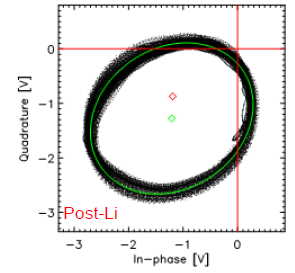 Quadrature [V]
0
−1
−2
−3
Post-Li
−3 −2 −1 0
In−phase [V]